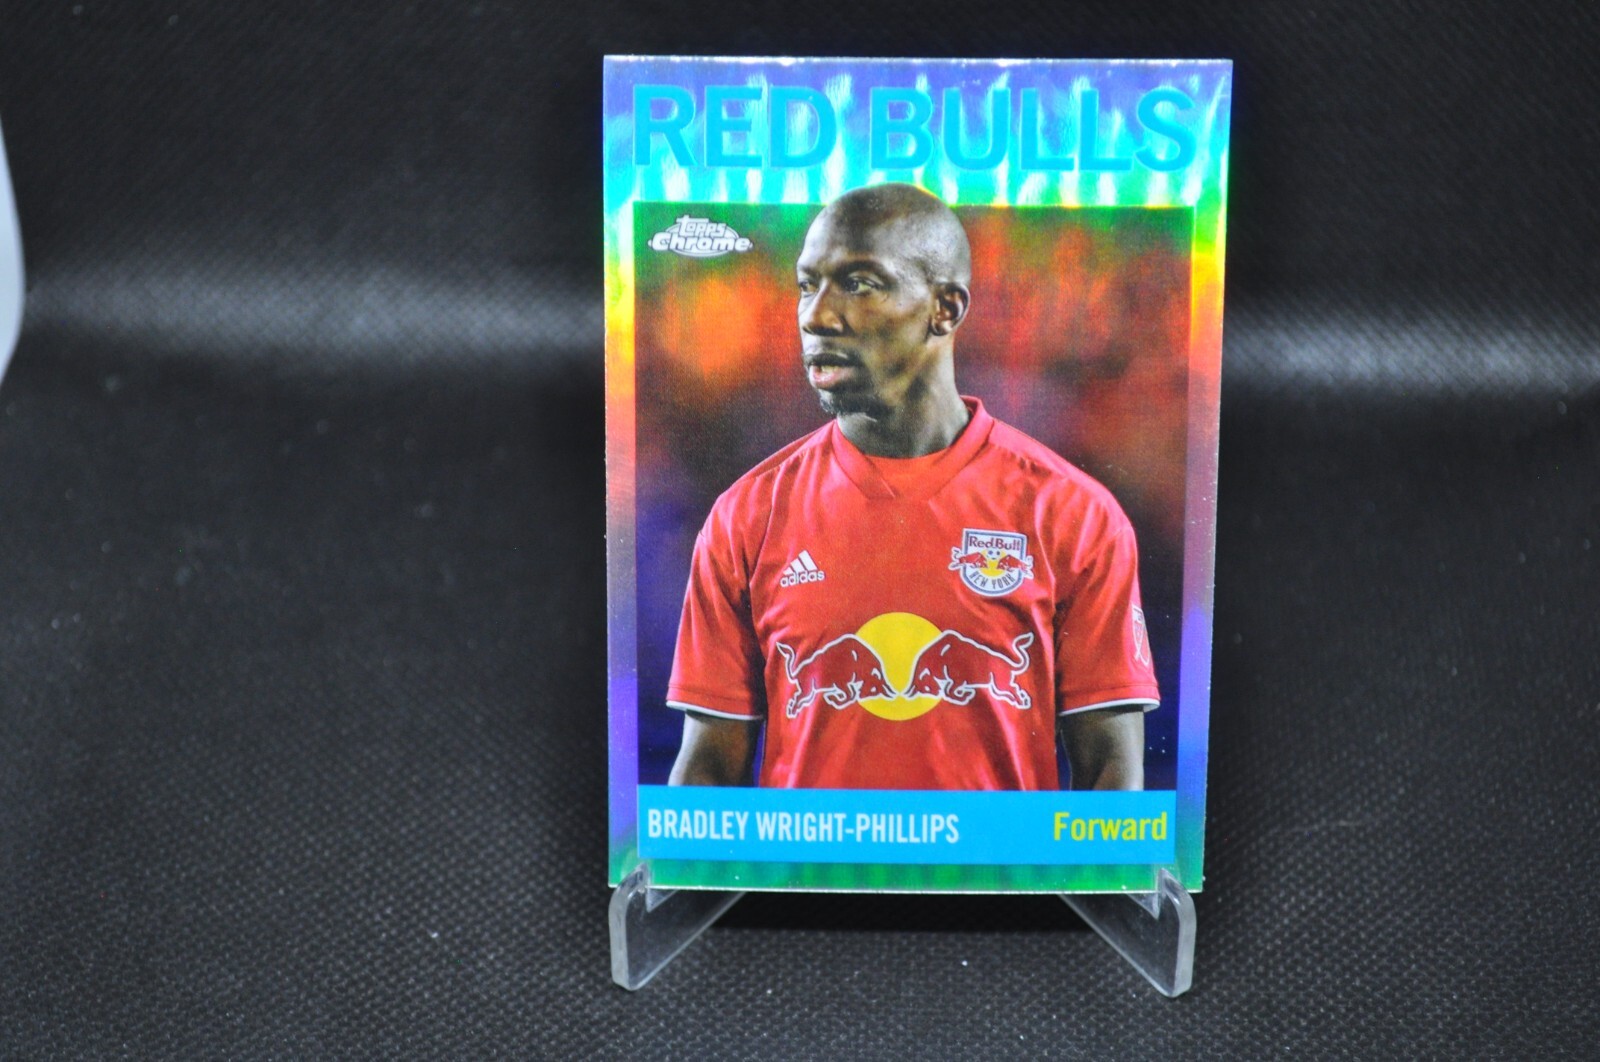 RED BULLS
Topps
Chrome
Red Bull
NEW YORK
adidas
BRADLEY WRIGHT-PHILLIPS Forward